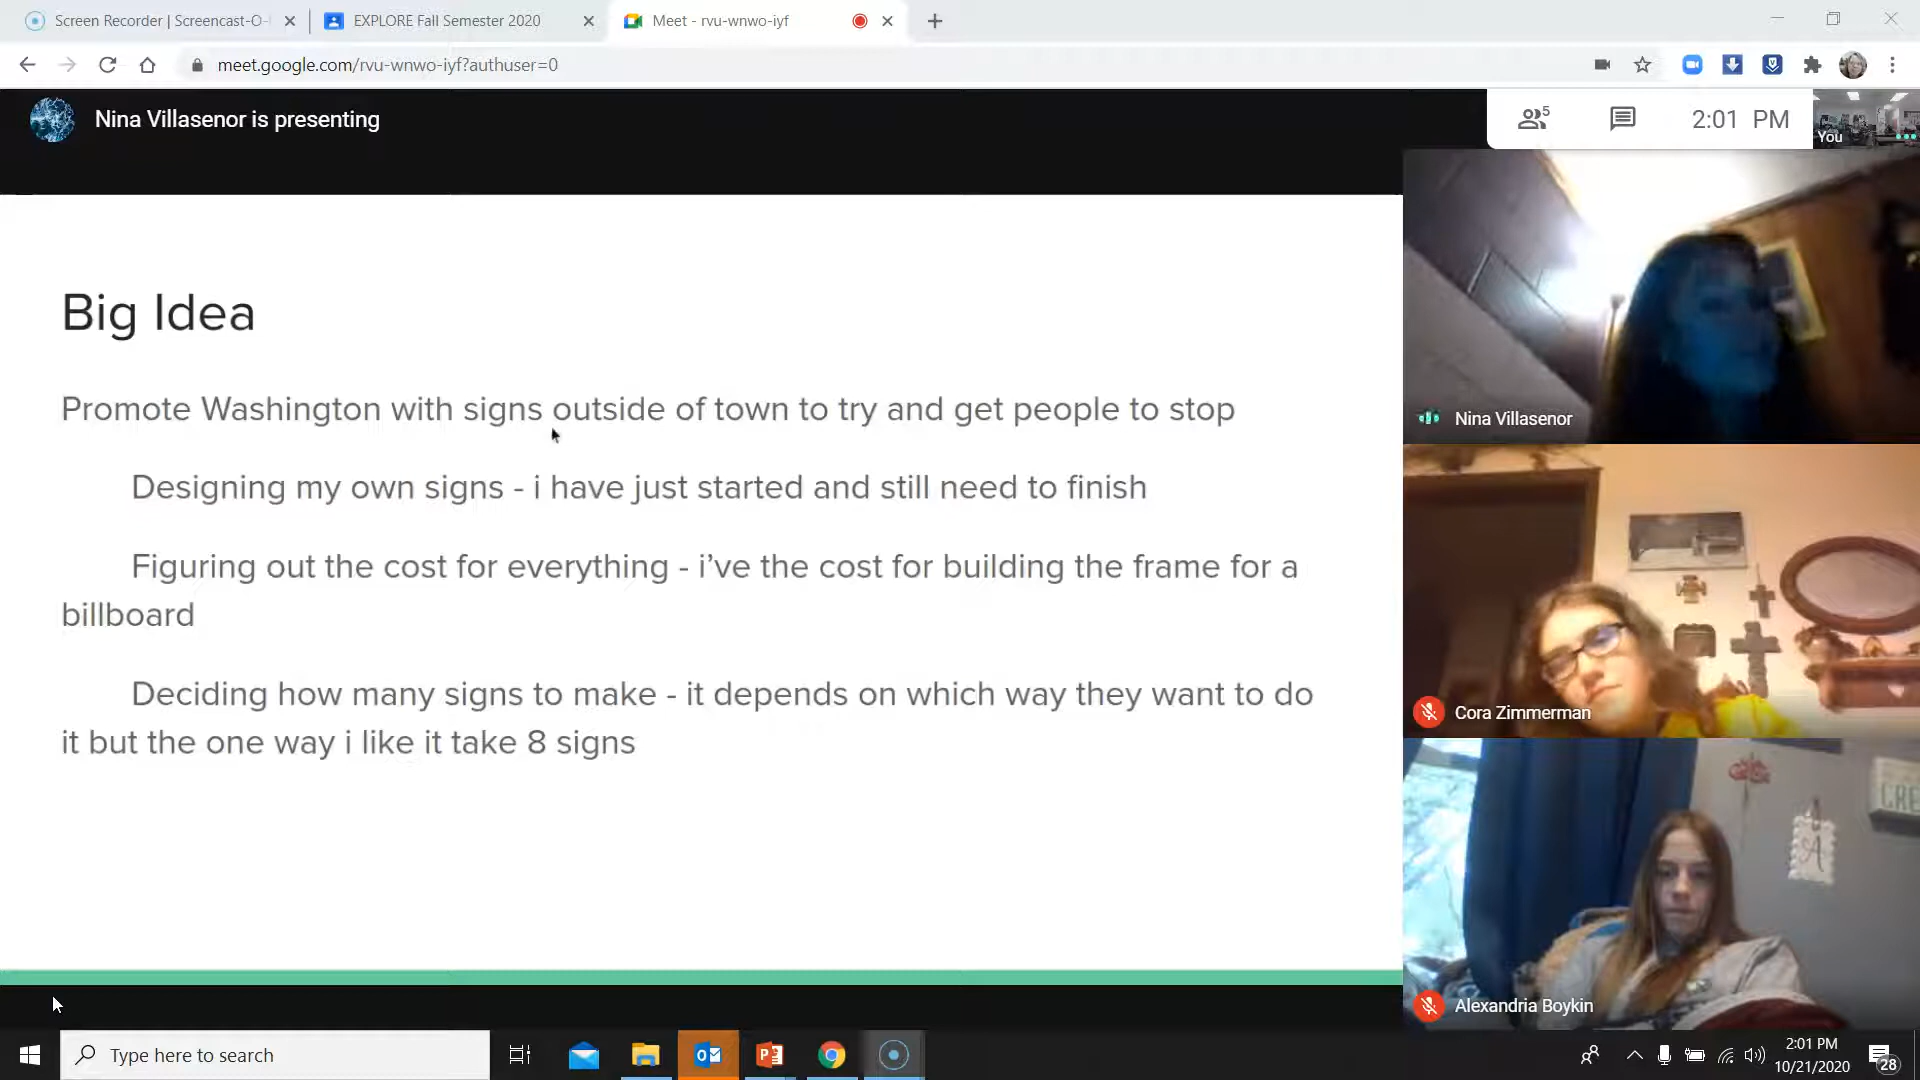 Screen Recorder | Screencast-O-
EXPLORE Fall Semester 2020
Meet - rvu-wnwo-iyf
meet.google.com/rvu-wnwo-iyf?authuser=0
Nina Villasenor is presenting
5
2:01 PM
You
Big Idea
Promote Washington with signs outside of town to try and get people to stop
Designing my own signs - i have just started and still need to finish
Figuring out the cost for everything - i've the cost for building the frame for a
billboard
Deciding how many signs to make - it depends on which way they want to do
it but the one way i like it take 8 signs
Nina Villasenor
Cora Zimmerman
GRE
A
Alexandria Boykin
Type here to search
2:01 PM
10/21/2020
28